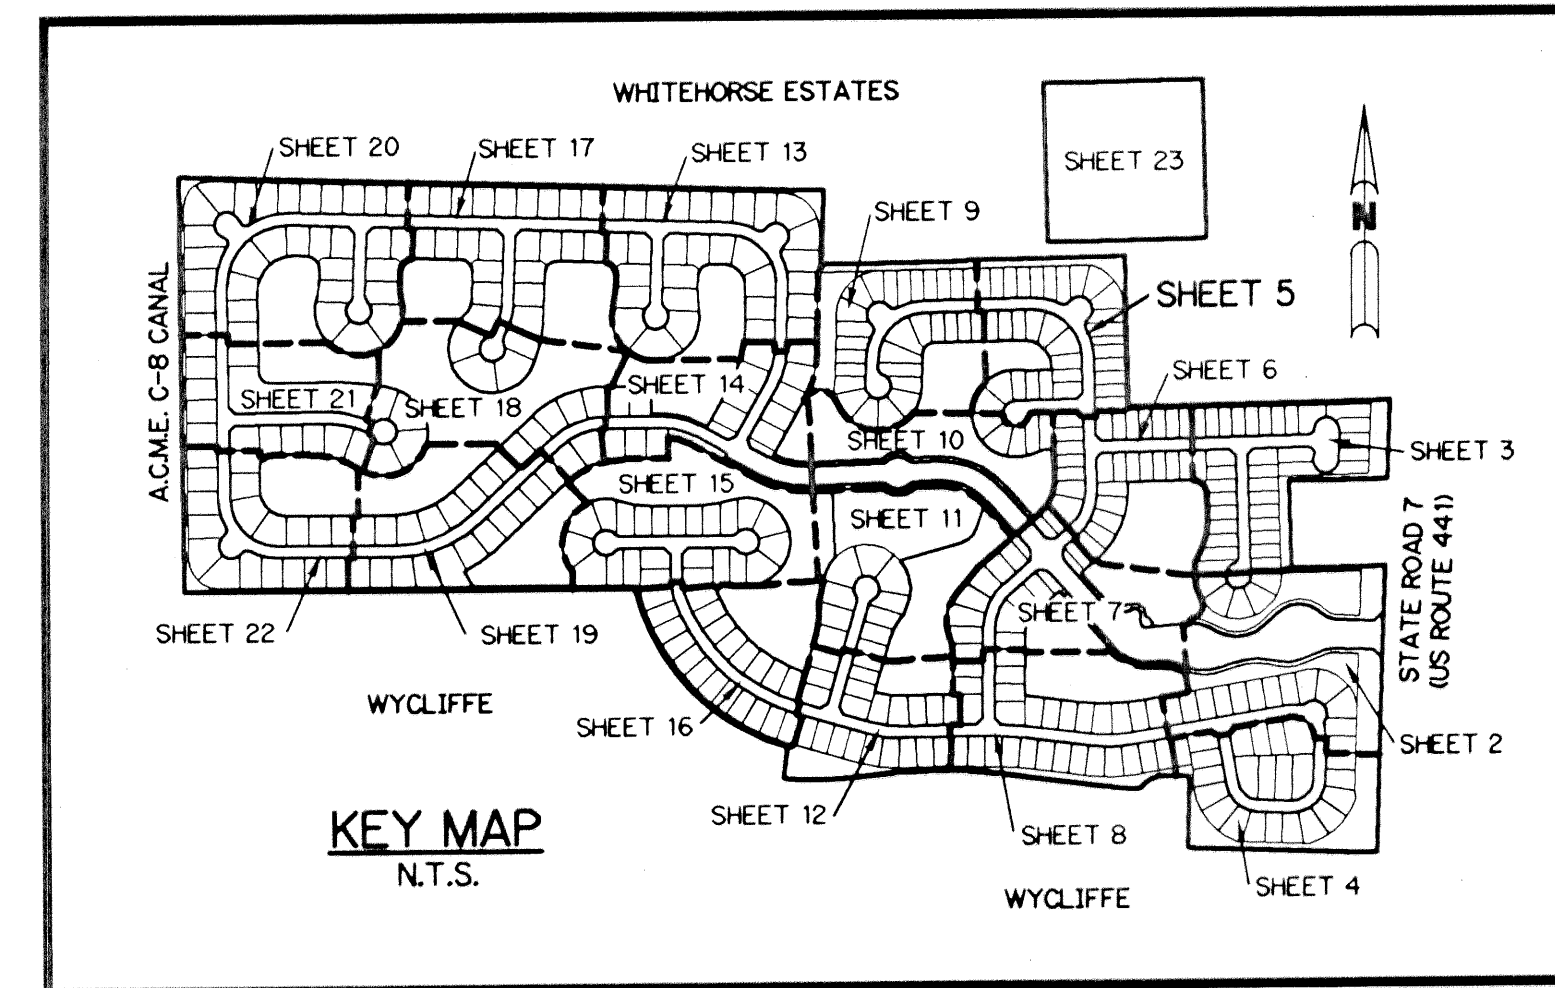 WHITEHORSE ESTATES
SHEET 20
SHEET 17
SHEET 13
SHEET 23
SHEET 9
N
SHEET 5
A.C.M.E. C-8 CANAL
SHEET 6
SHEET 14
SHEET 21
SHEET 18
SHEET 10
SHEET 3
SHEET 15
SHEET 11
STATE ROAD 7
(US ROUTE 441)
SHEET 7
SHEET 22
SHEET 19
WYCLIFFE
SHEET 16
SHEET 2
SHEET 12
SHEET 8
KEY MAP
N.T.S.
SHEET 4
WYCLIFFE